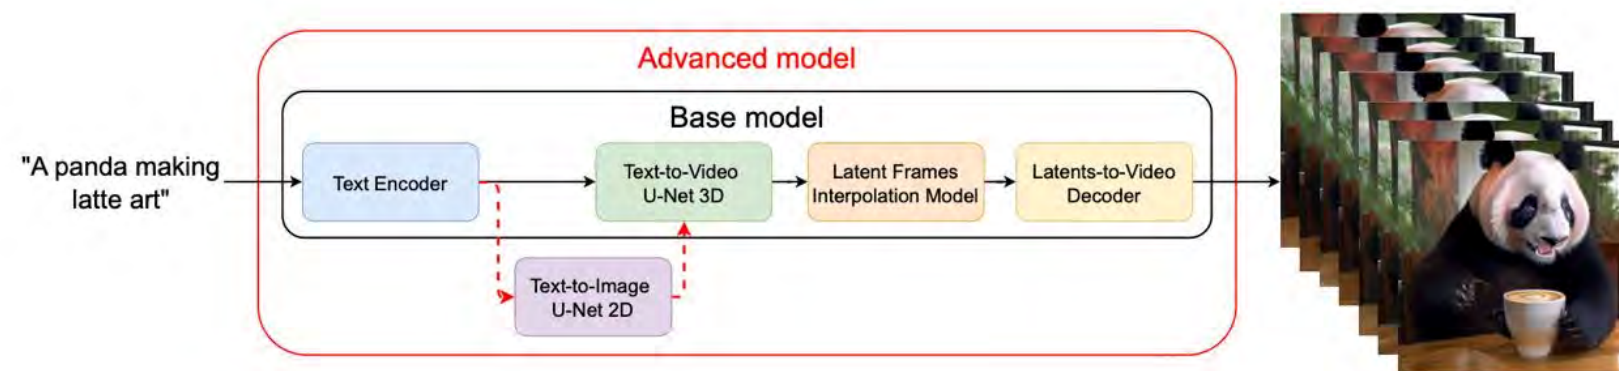 Advanced model
Base model
"A panda making
latte art"
Text Encoder
Text-to-Video
U-Net 3D
Latent Frames
Interpolation Model
Latents-to-Video
Decoder
Text-to-Image
U-Net 2D